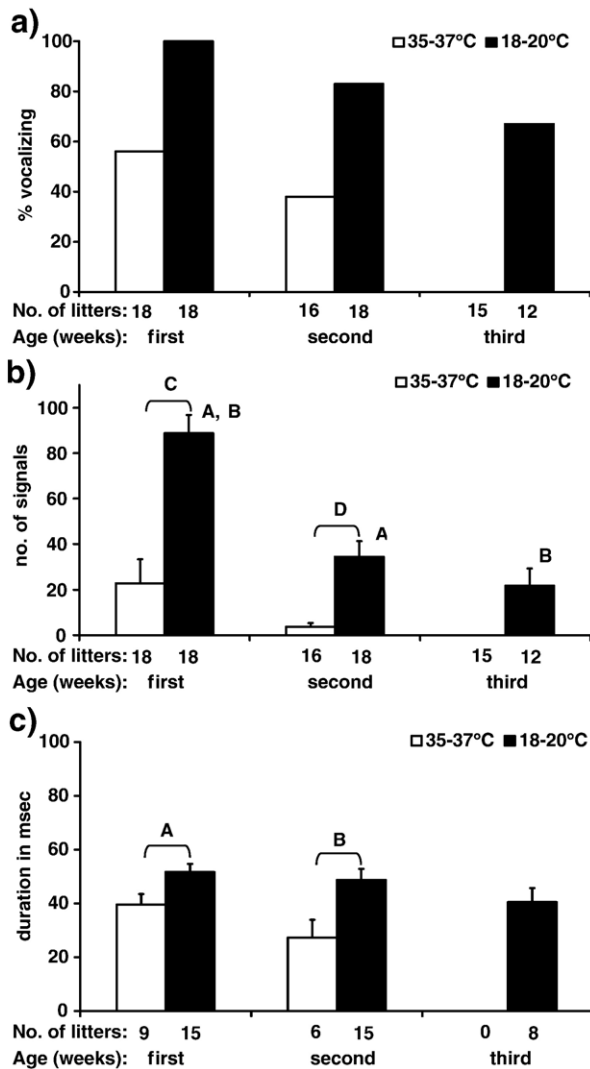 a)
35-37°C 18-20°C
100
80
60
40
20
0
% vocalizing
No. of litters: 18 18 16 18 15 12
Age (weeks): first second third
b)
35-37°C 18-20°C
C
A, B
D
A
B
100
80
60
40
20
0
no. of signals
No. of litters: 18 18 16 18 15 12
Age (weeks): first second third
c)
35-37°C 18-20°C
100
80
60
40
20
0
A
B
duration in msec
No. of litters: 9 15 6 15 0 8
Age (weeks): first second third